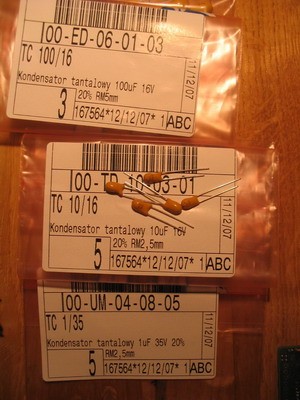 IOO-ED-06-01-03
TC 100/16
11/12/07
Kondensator tantalowy 100uF 16V
20% RM5mm
3
167564*12/12/07* 1 ABC
TC 10/16
11/12/07
Kondensator tantalowy 10uF 16V
20% RM2,5mm
5
167564*12/12/07* 1 ABC
IOO-UM-04-08-05
TC 1/35
11/12/07
Kondensator tantalowy 1uF 35V 20%
RM2,5mm
5
167564*12/12/07* 1 ABC